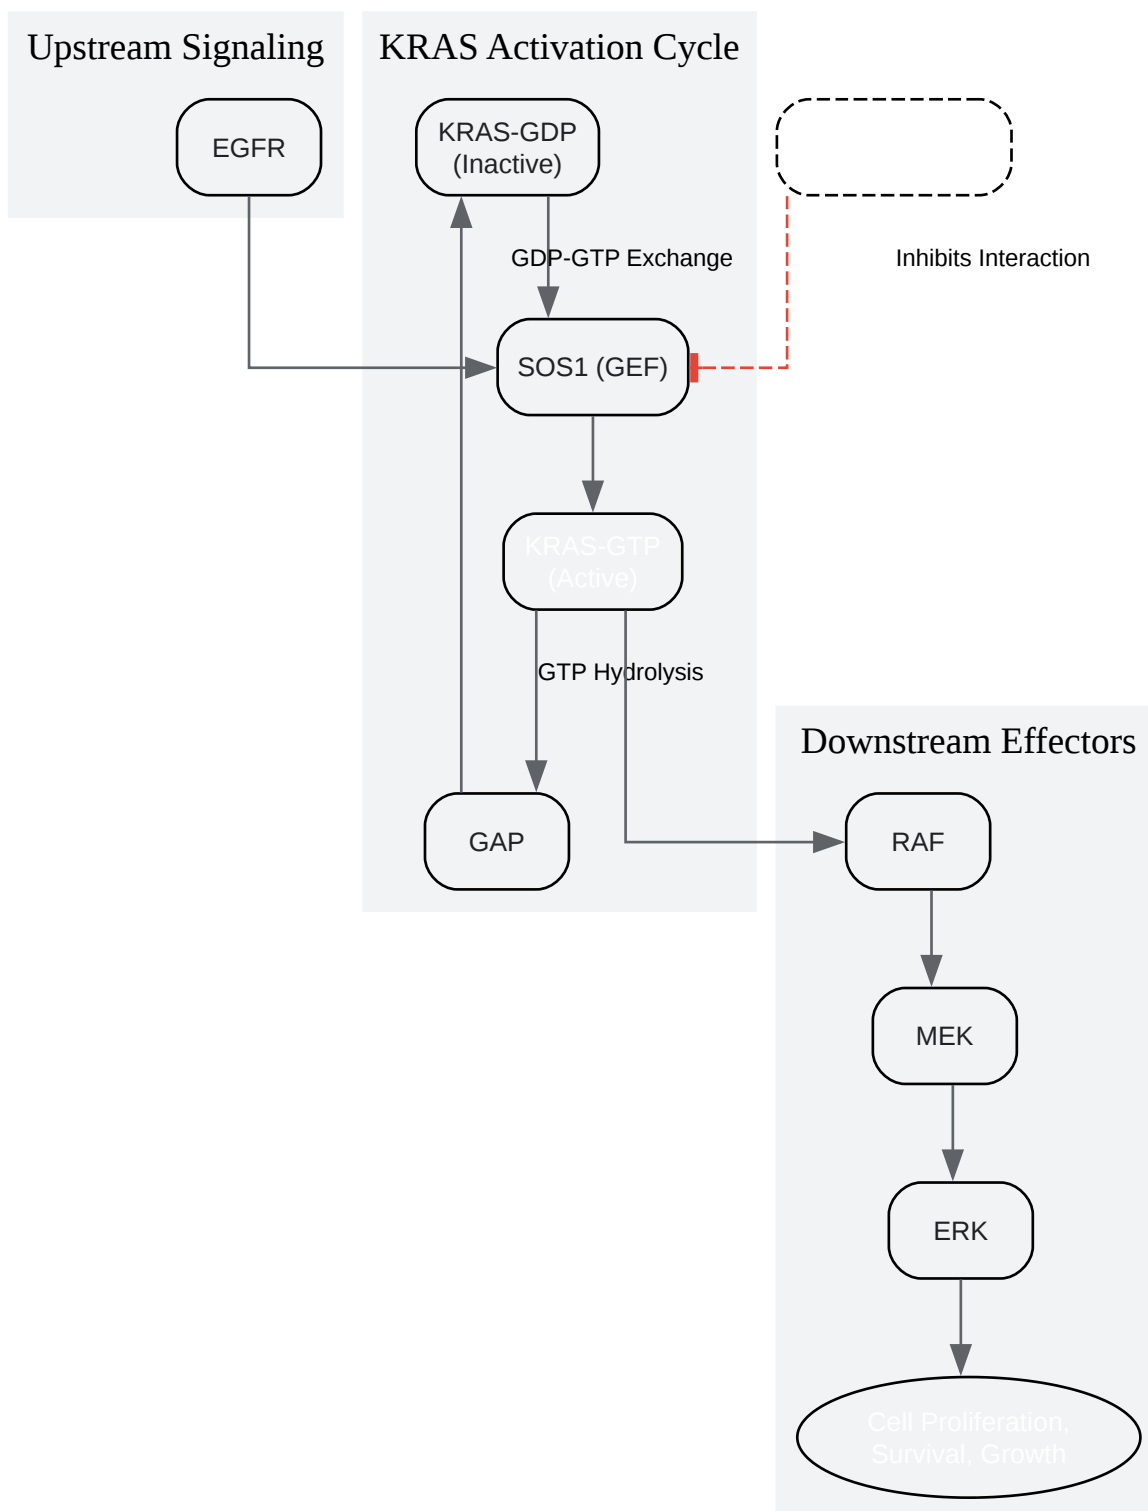 Upstream Signaling
KRAS Activation Cycle
EGFR
KRAS-GDP
(Inactive)
GDP-GTP Exchange
Inhibits Interaction
SOS1 (GEF)
KRAS-GTP
(Active)
GTP Hydrolysis
Downstream Effectors
GAP
RAF
MEK
ERK
Cell Proliferation,
Survival, Growth